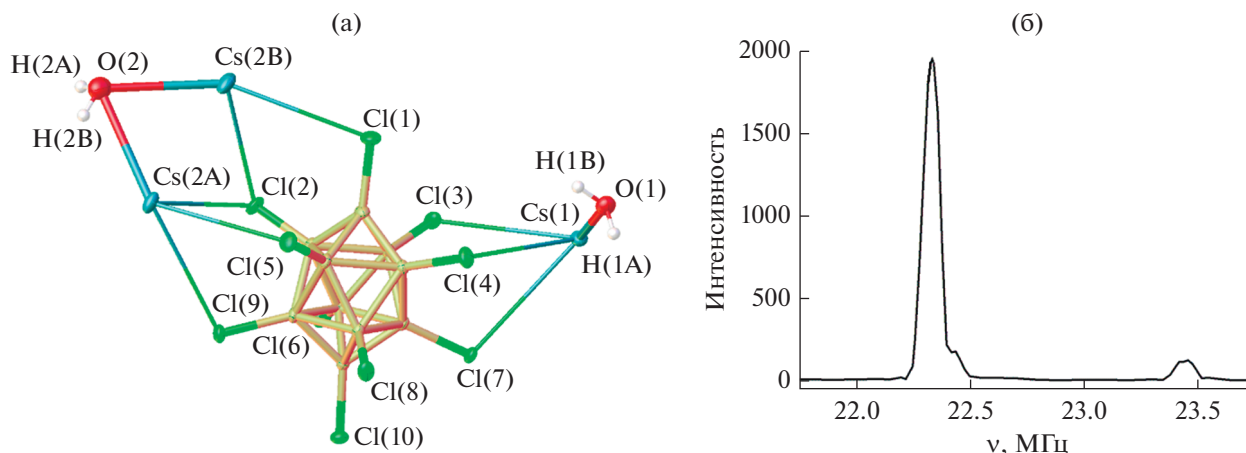 (а)
H(2A)
O(2)
Cs(2B)
Cl(1)
H(2B)
H(1B)
O(1)
Cs(2A)
Cl(2)
Cl(3)
Cs(1)
Cl(5)
Cl(4)
H(1A)
Cl(9)
Cl(6)
Cl(7)
Cl(8)
Cl(10)
(б)
Интенсивность
2000
1500
1000
500
0
22.0 22.5 23.0 23.5
ν, МГц